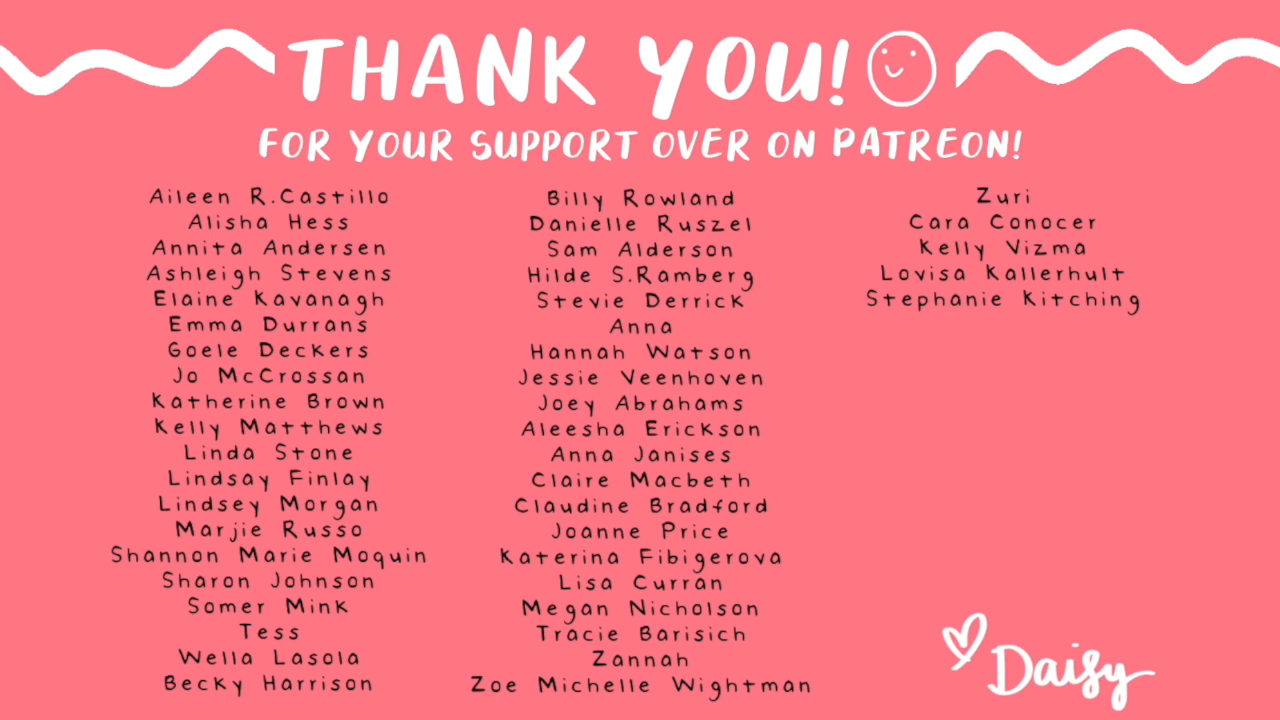 THANK YOU!
FOR YOUR SUPPORT OVER ON PATREON!
Aileen R.Castillo
Alisha Hess
Annita Andersen
Ashleigh Stevens
Elaine Kavanagh
Emma Durrans
Goele Deckers
Jo McCrossan
Katherine Brown
Kelly Matthews
Linda Stone
Lindsay Finlay
Lindsey Morgan
Marjie Russo
Shannon Marie Moquin
Sharon Johnson
Somer Mink
Tess
Wella Lasola
Becky Harrison
Billy Rowland
Danielle Ruszel
Sam Alderson
Hilde S.Ramberg
Stevie Derrick
Anna
Hannah Watson
Jessie Veenhoven
Joey Abrahams
Aleesha Erickson
Anna Janises
Claire Macbeth
Claudine Bradford
Joanne Price
Katerina Fibigerova
Lisa Curran
Megan Nicholson
Tracie Barisich
Zannah
Zoe Michelle Wightman
Zuri
Cara Conocer
Kelly Vizma
Lovisa Kallerhult
Stephanie Kitching
Daisy